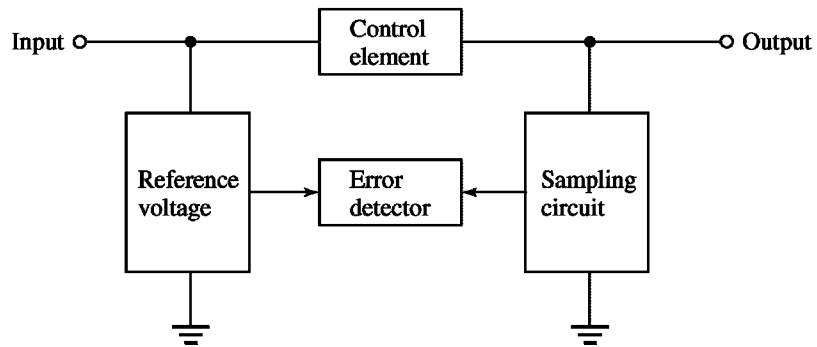 Input
Control
element
Output
Reference
voltage
Error
detector
Sampling
circuit